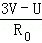 3V − U
R₀